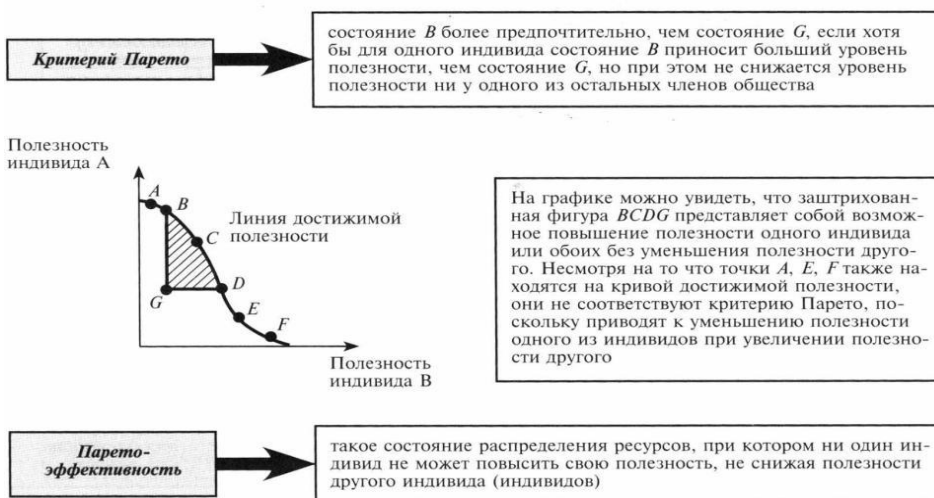 Критерий Парето
состояние B более предпочтительно, чем состояние G, если хотя
бы для одного индивида состояние B приносит больший уровень
полезности, чем состояние G, но при этом не снижается уровень
полезности ни у одного из остальных членов общества
Полезность
индивида А
A
B
Линия достижимой
полезности
C
G
D
E
F
Полезность
индивида В
На графике можно увидеть, что заштрихован-
ная фигура BCDG представляет собой возмож-
ное повышение полезности одного индивида
или обоих без уменьшения полезности друго-
го. Несмотря на то что точки A, E, F также на-
ходятся на кривой достижимой полезности,
они не соответствуют критерию Парето, по-
скольку приводят к уменьшению полезности
одного из индивидов при увеличении полезно-
сти другого
Парето-
эффективность
такое состояние распределения ресурсов, при котором ни один ин-
дивид не может повысить свою полезность, не снижая полезности
другого индивида (индивидов)